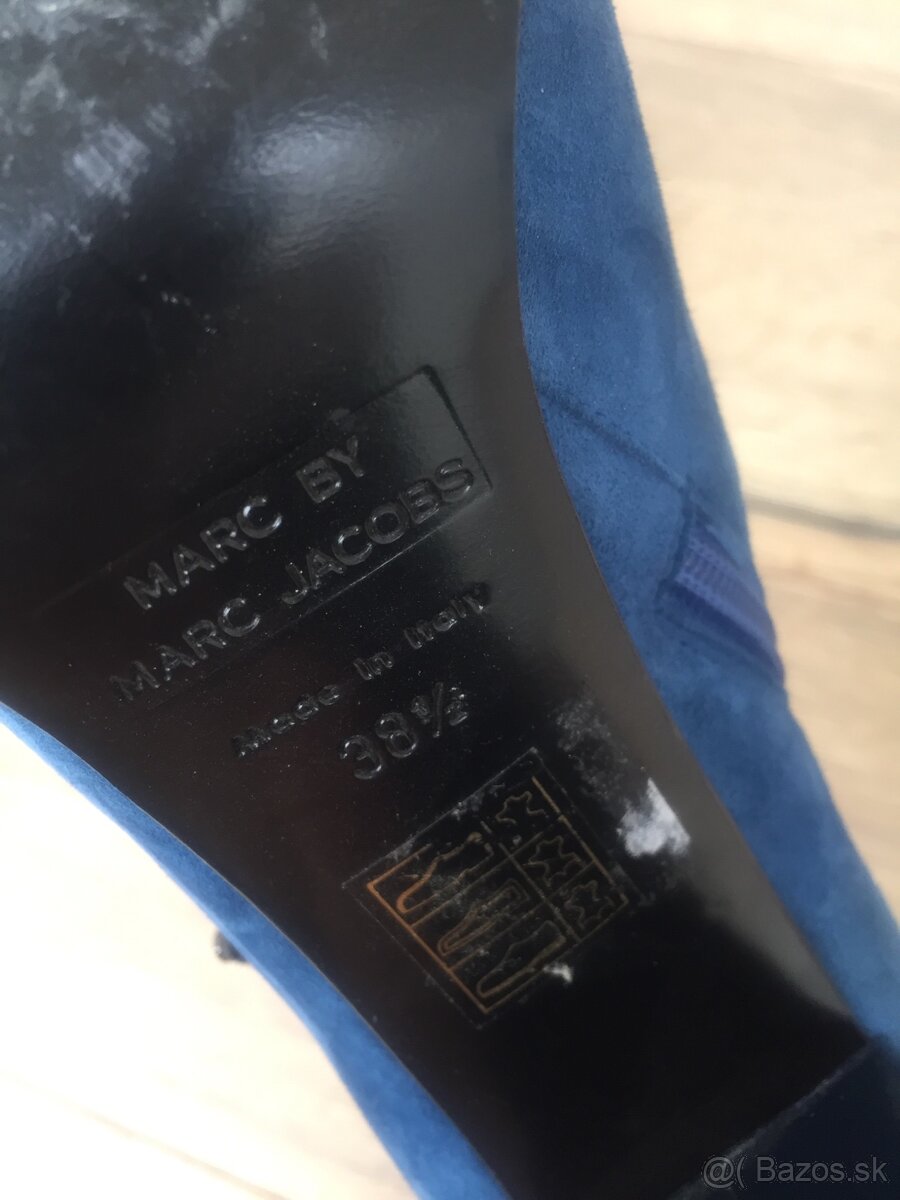 MARC BY
MARC JACOBS
Made in Italy
38½
@( Bazos.sk